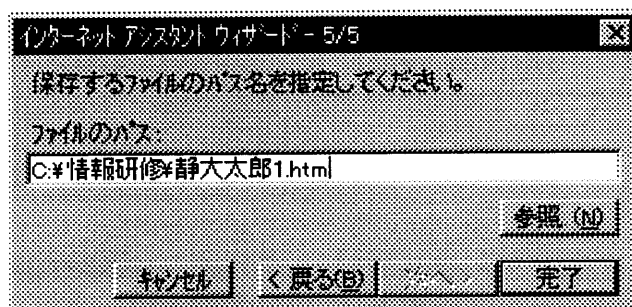 インターネット アシスタント ウィザード - 5/5
保存するファイルのパス名を指定してください。
ファイルのパス:
C:¥情報研修¥静大太郎1.htm
参照 (N)
キャンセル < 戻る(B) 次へ > 完了